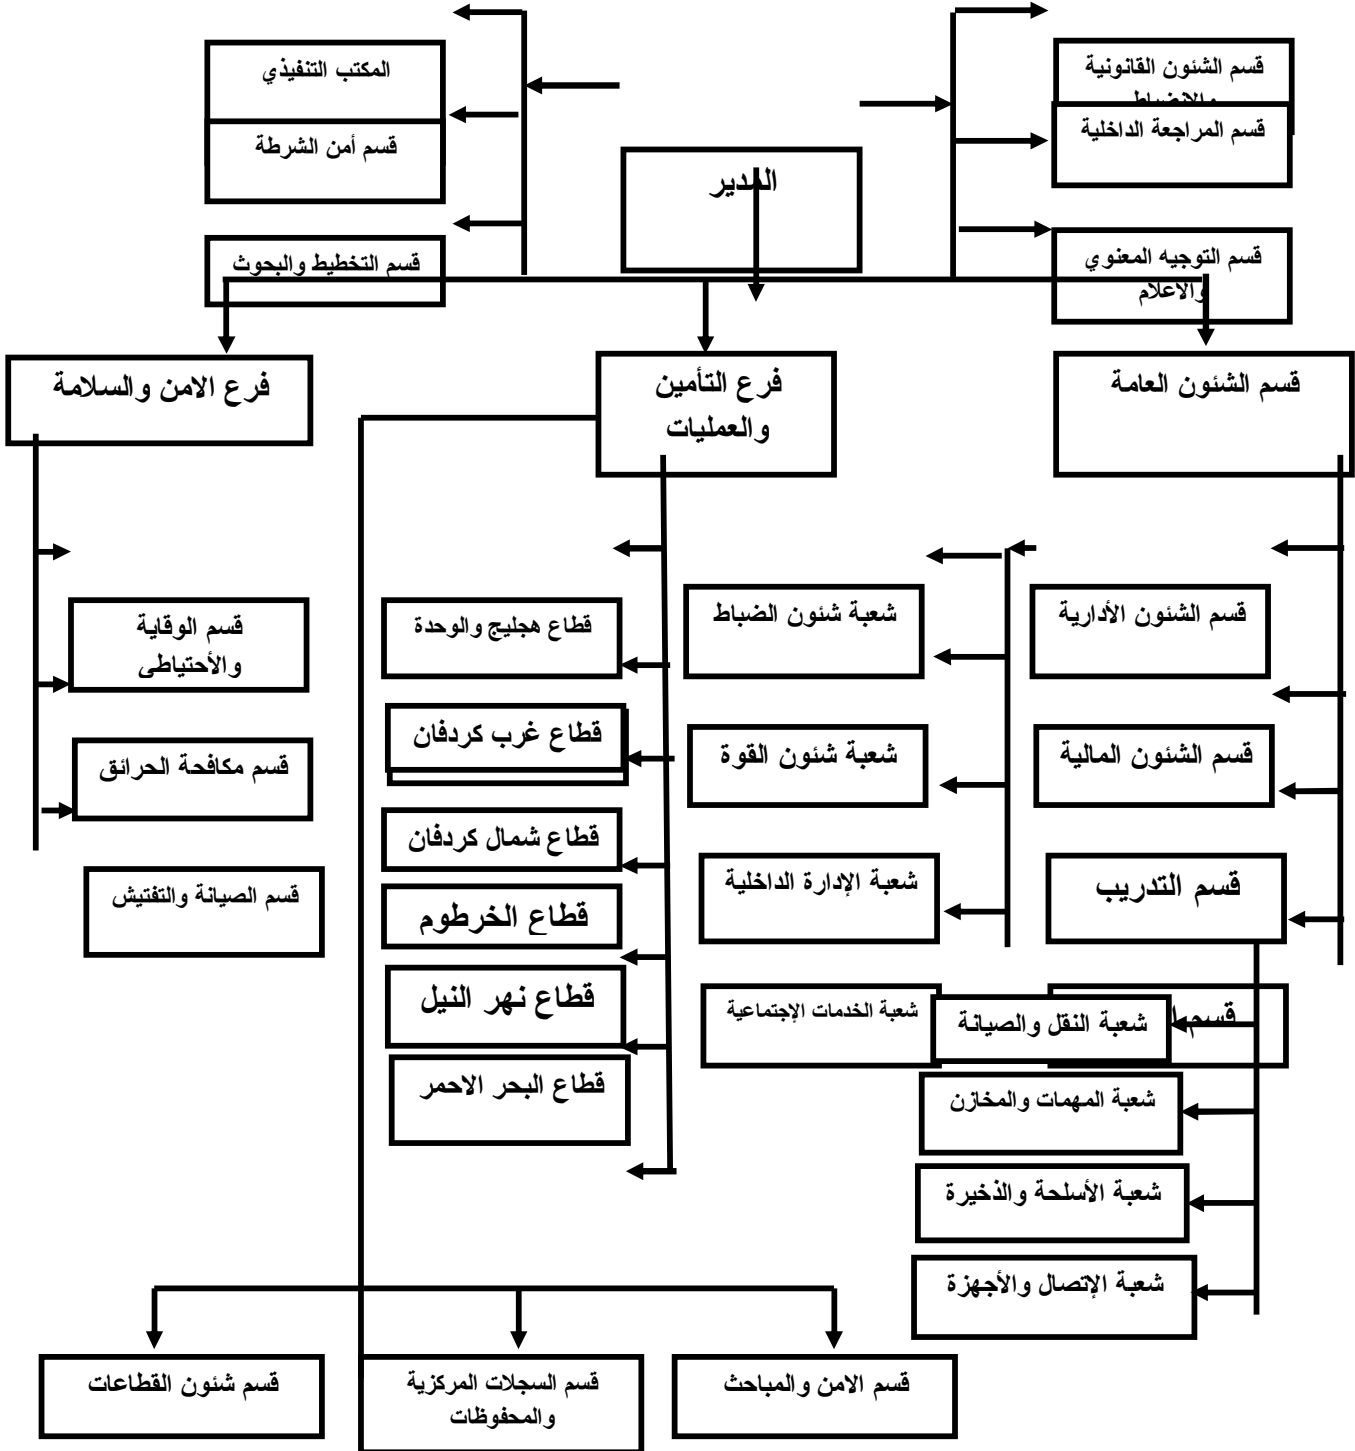 قسم الشئون القانونية
والانضباط
المكتب التنفيذي
قسم المراجعة الداخلية
قسم أمن الشرطة
المدير
قسم التوجيه المعنوي
والاعلام
قسم التخطيط والبحوث
قسم الشئون العامة
فرع التأمين
والعمليات
فرع الامن والسلامة
قسم الشئون الأدارية
شعبة شئون الضباط
قطاع هجليج والوحدة
قسم الوقاية
والأحتياطى
قسم الشئون المالية
شعبة شئون القوة
قطاع غرب كردفان
قسم مكافحة الحرائق
قسم التدريب
شعبة الإدارة الداخلية
قطاع شمال كردفان
قسم الصيانة والتفتيش
قطاع الخرطوم
قسم
شعبة النقل والصيانة
شعبة الخدمات الإجتماعية
قطاع نهر النيل
شعبة المهمات والمخازن
قطاع البحر الاحمر
شعبة الأسلحة والذخيرة
شعبة الإتصال والأجهزة
قسم الامن والمباحث
قسم السجلات المركزية
والمحفوظات
قسم شئون القطاعات